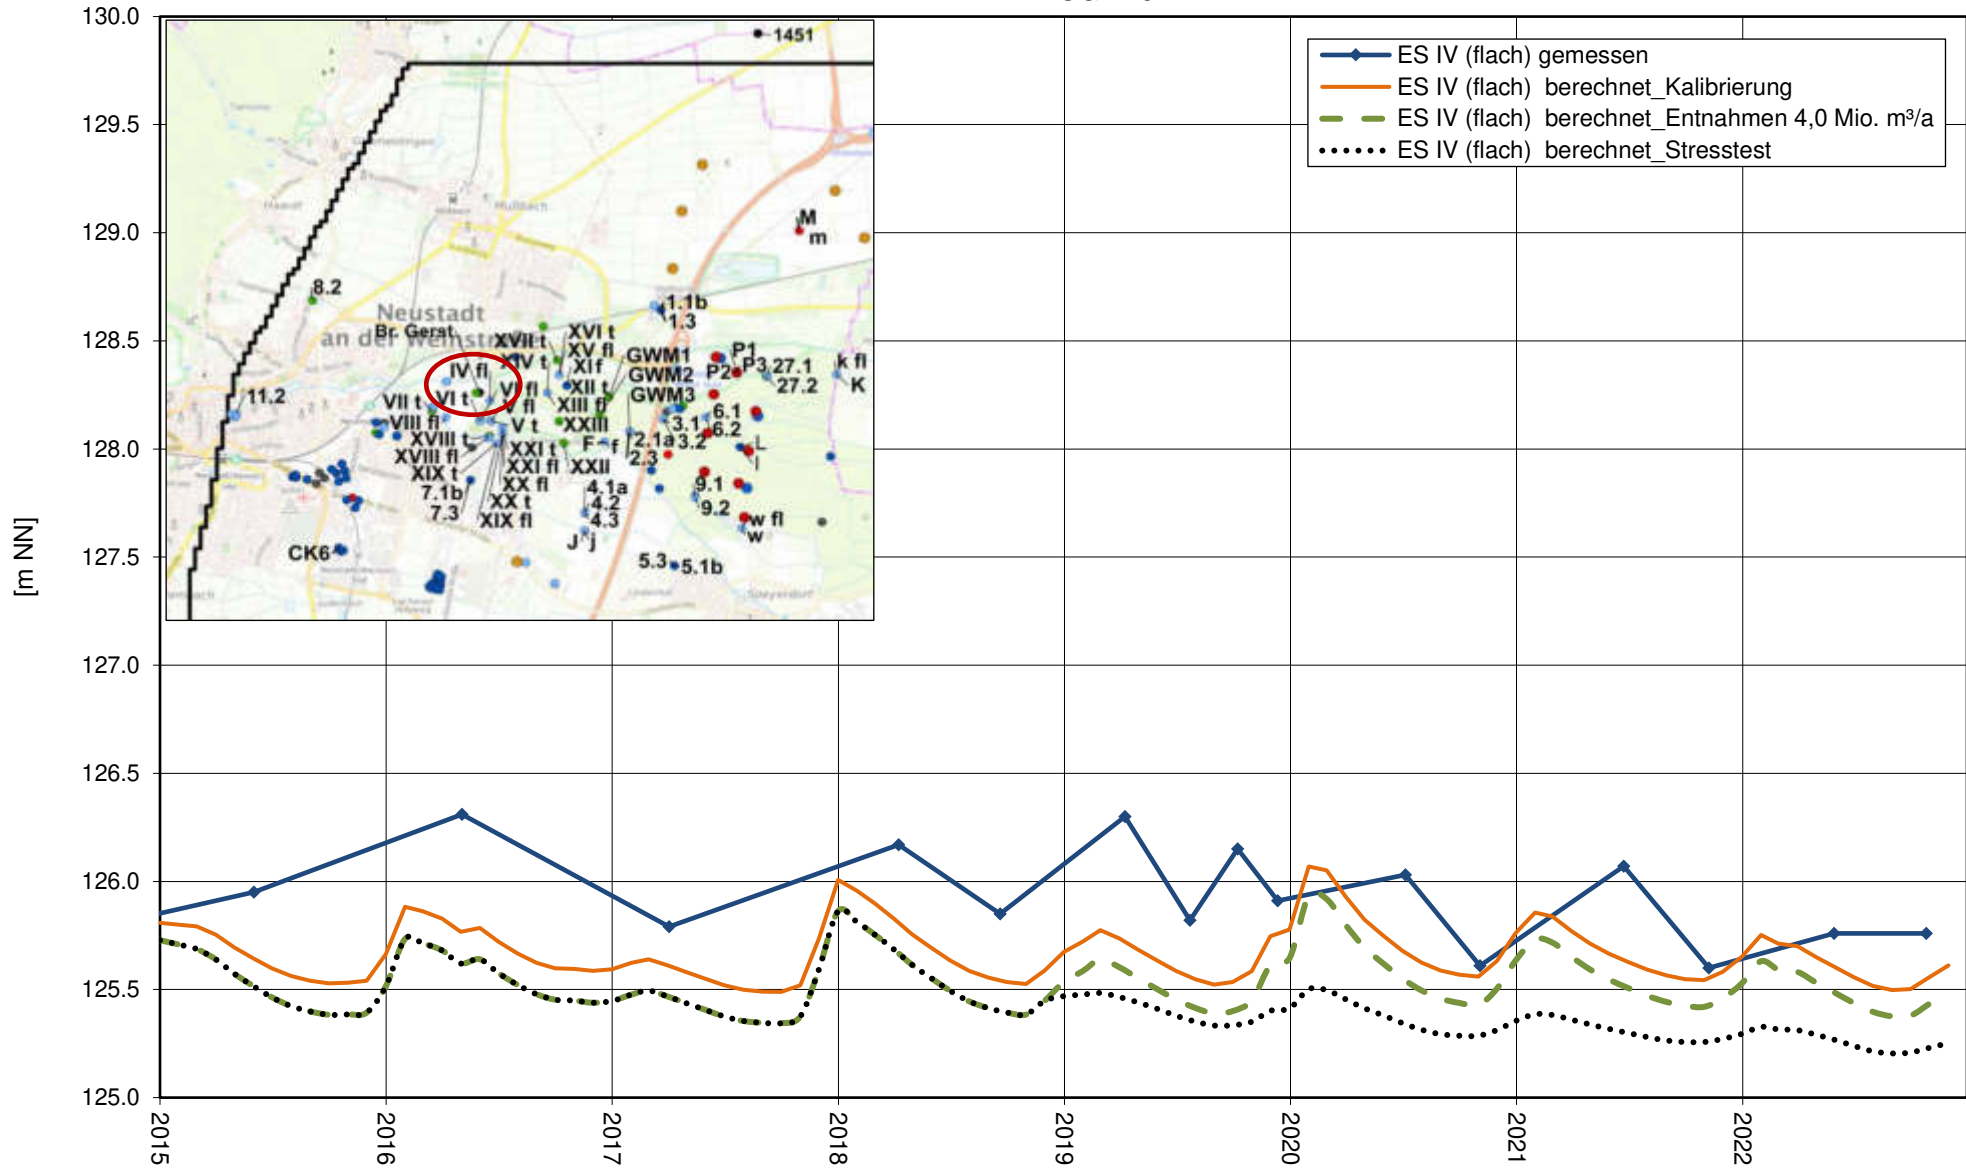 130.0
129.5
129.0
128.5
128.0
127.5
127.0
126.5
126.0
125.5
125.0
[m NN]
ES IV (flach) gemessen
ES IV (flach) berechnet_Kalibrierung
ES IV (flach) berechnet_Entnahmen 4,0 Mio. m³/a
ES IV (flach) berechnet_Stresstest
1451
M
m
8.2
Neustadt
an der Weinstraße
Br. Gerst
1.1b
1.3
XVII t
XVI t
XIV t
XV fl
XI f
GWM1
GWM2
GWM3
P1
P2
P3
27.1
27.2
k fl
K
IV fl
VI t
VI fl
V fl
V t
XII t
XIII fl
XXIII
11.2
VII t
VIII fl
XVIII t
XVIII fl
XIX t
XXI t
XXI fl
XX fl
XX t
XIX fl
XXII
F
f
2.1a
2.3
3.1
3.2
6.1
6.2
L
l
7.1b
7.3
4.1a
4.2
4.3
J
j
9.1
9.2
w fl
w
CK6
5.3
5.1b
Speyerdorf
2015
2016
2017
2018
2019
2020
2021
2022